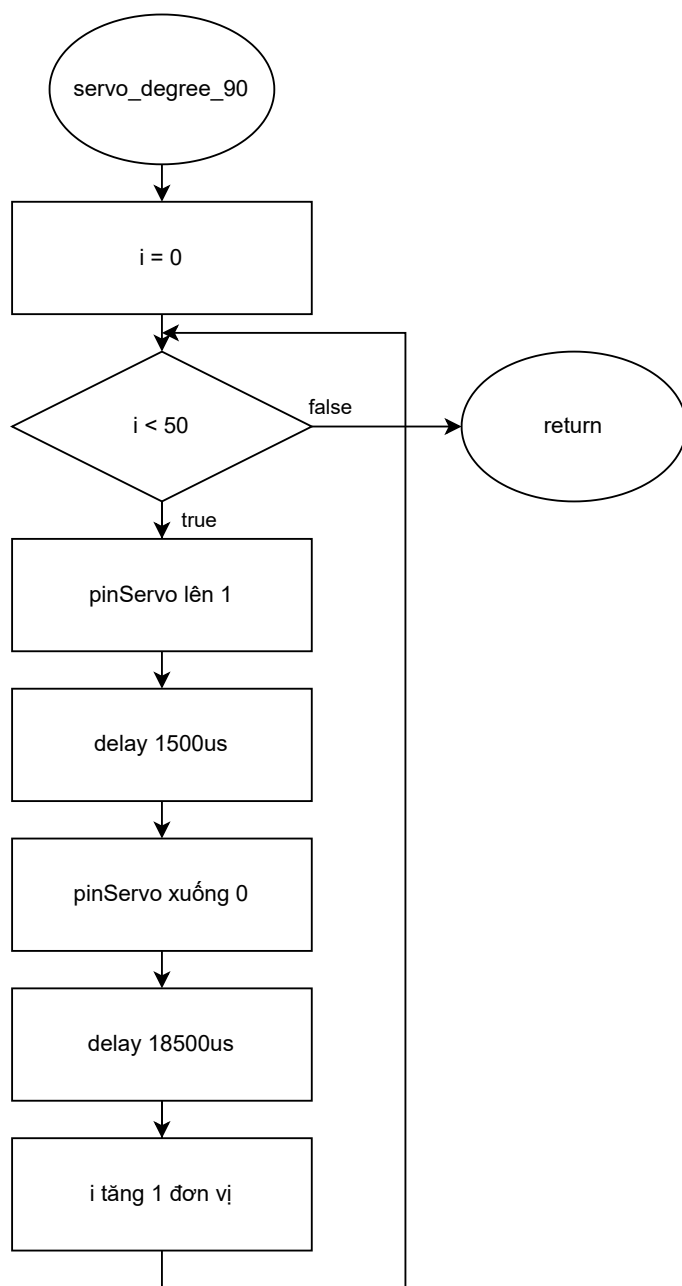 servo_degree_90
i = 0
i < 50
false
return
true
pinServo lên 1
delay 1500us
pinServo xuống 0
delay 18500us
i tăng 1 đơn vị